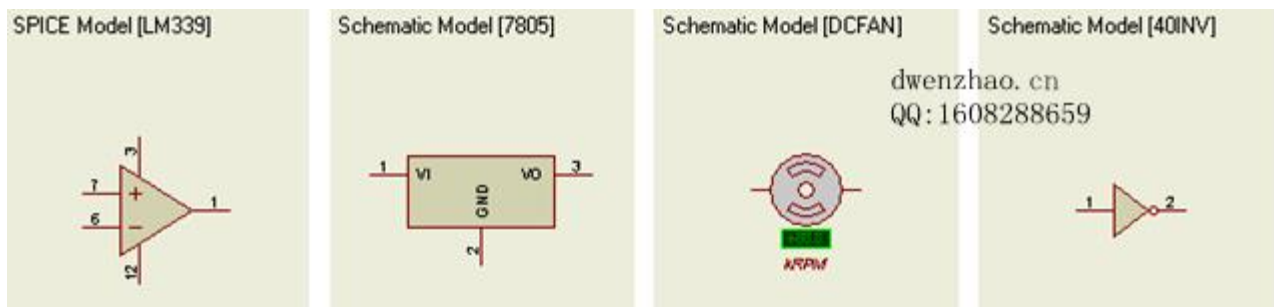 SPICE Model [LM339]
Schematic Model [7805]
Schematic Model [DCFAN]
Schematic Model [40INV]
dwenzhao.cn
QQ:1608288659
3
7
+
1
6
−
12
1
VI
VO
3
GND
2
kRPM
1
2